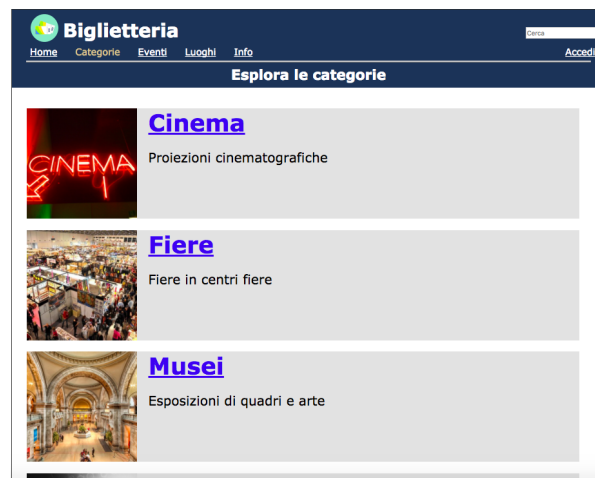 Biglietteria
Cerca
Home Categorie Eventi Luoghi Info Accedi
Esplora le categorie
CINEMA
Cinema
Proiezioni cinematografiche
Fiere
Fiere in centri fiere
Musei
Esposizioni di quadri e arte